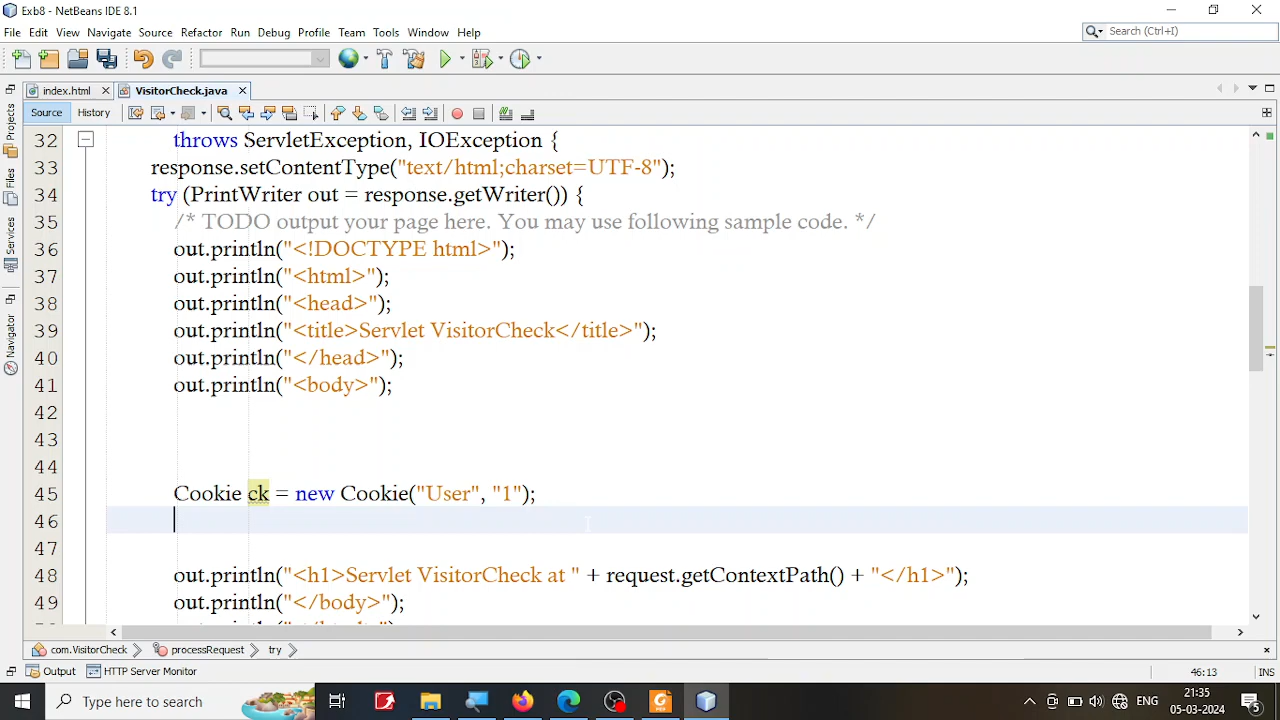 Exb8 - NetBeans IDE 8.1
File Edit View Navigate Source Refactor Run Debug Profile Team Tools Window Help
Search (Ctrl+I)
index.html
VisitorCheck.java
Source History
Projects
Files
Services
Navigator
32 throws ServletException, IOException {
33 response.setContentType("text/html;charset=UTF-8");
34 try (PrintWriter out = response.getWriter()) {
35 /* TODO output your page here. You may use following sample code. */
36 out.println("<!DOCTYPE html>");
37 out.println("<html>");
38 out.println("<head>");
39 out.println("<title>Servlet VisitorCheck</title>");
40 out.println("</head>");
41 out.println("<body>");
42
43
44
45 Cookie ck = new Cookie("User", "1");
46
47
48 out.println("<h1>Servlet VisitorCheck at " + request.getContextPath() + "</h1>");
49 out.println("</body>");
com.VisitorCheck
processRequest
try
Output
HTTP Server Monitor
46:13
INS
Type here to search
ENG
21:35
05-03-2024
5